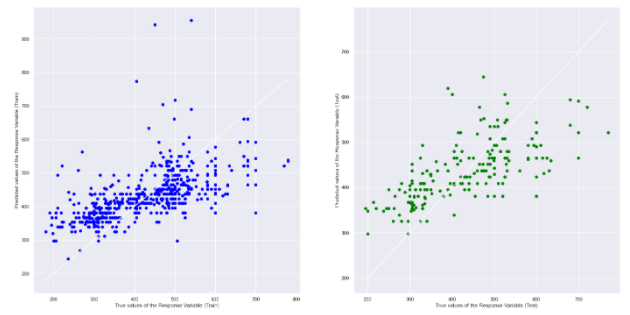 Predicted values of the Response Variable (Train)
900
800
700
600
500
400
300
200
200 300 400 500 600 700 800
True values of the Response Variable (Train)
Predicted values of the Response Variable (Test)
700
600
500
400
300
200
200 300 400 500 600 700
True values of the Response Variable (Test)